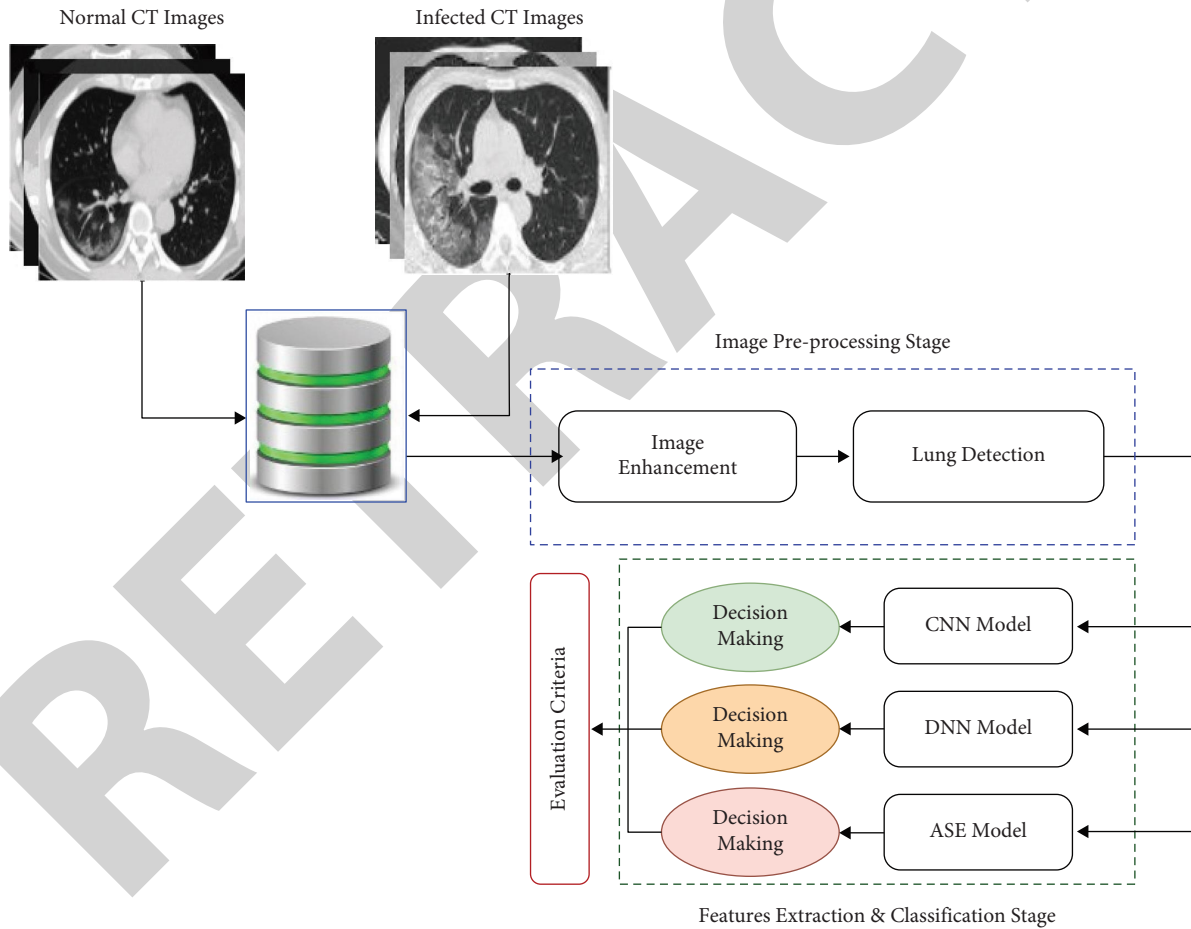 Normal CT Images
Infected CT Images
Image Pre-processing Stage
Image
Enhancement
Lung Detection
Decision
Making
CNN Model
Decision
Making
DNN Model
Decision
Making
ASE Model
Evaluation Criteria
Features Extraction & Classification Stage
RETRAC